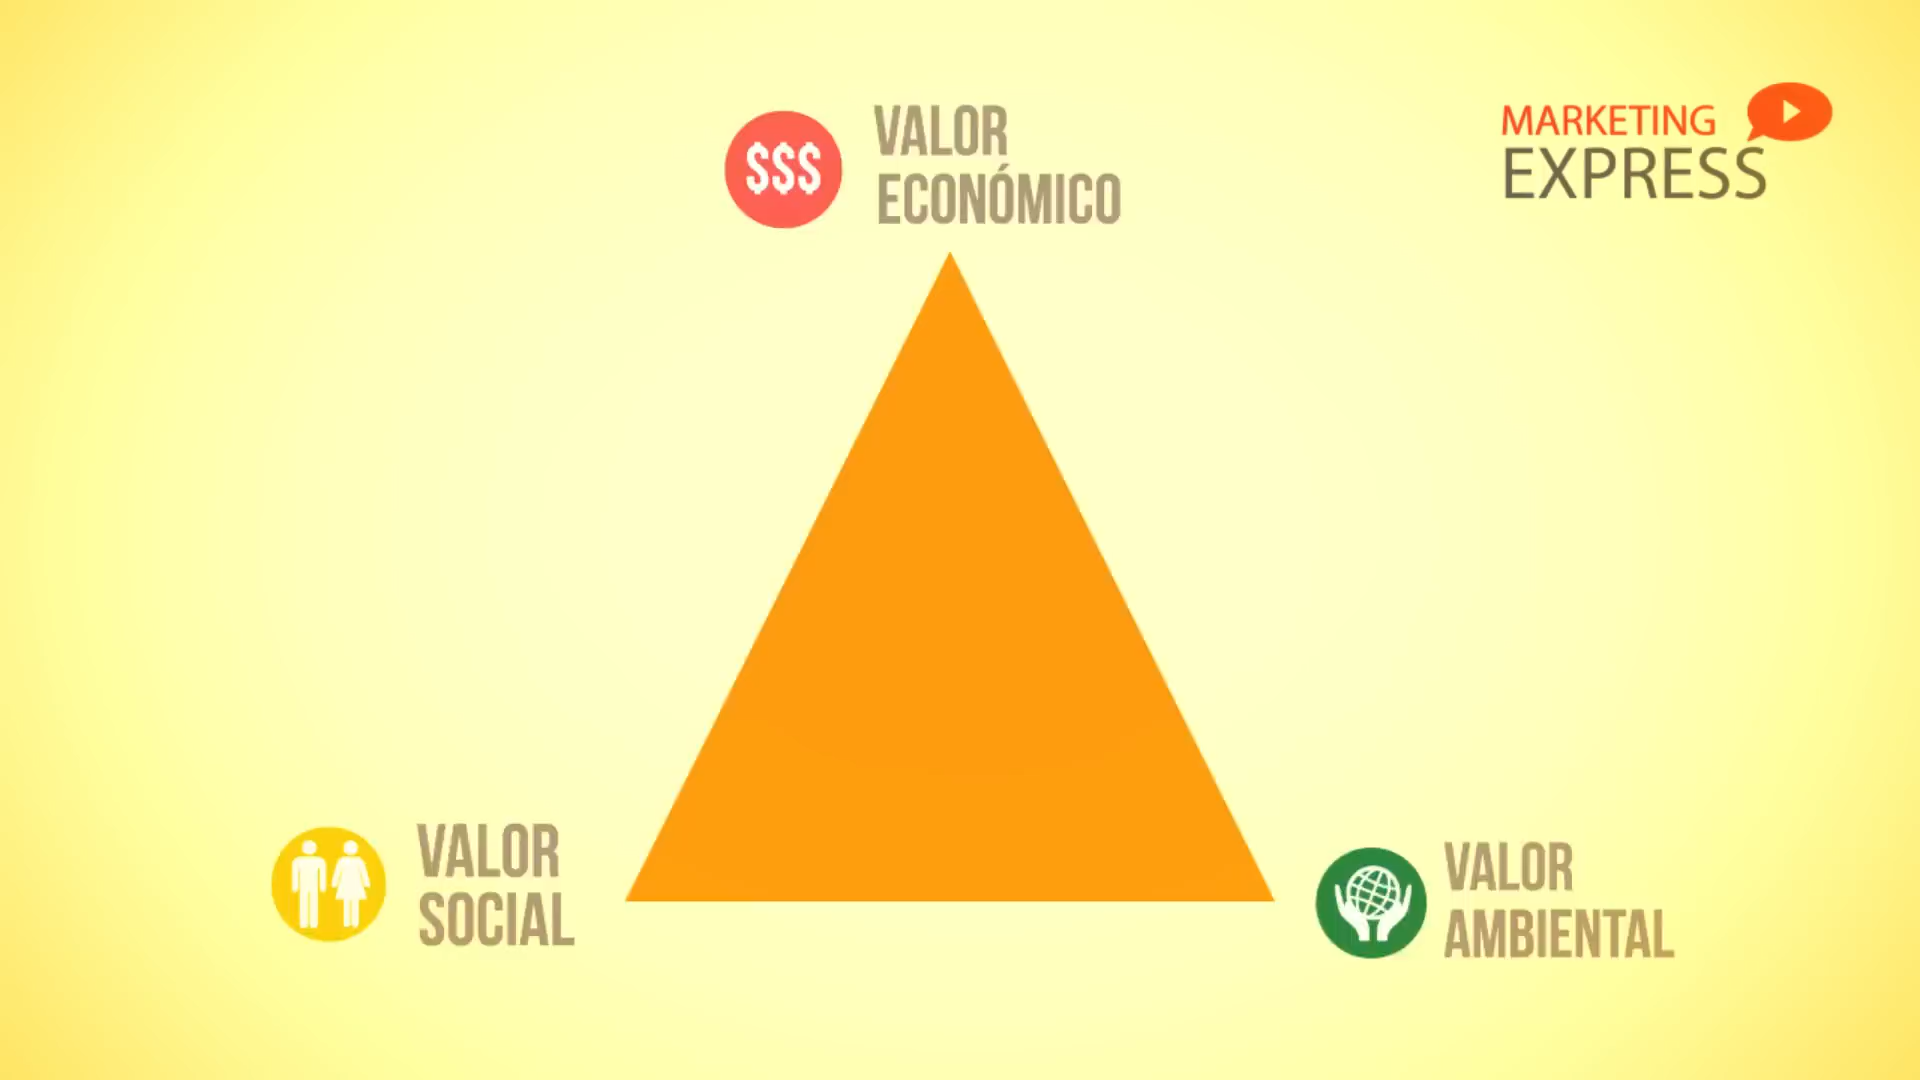 $$$
VALOR
ECONÓMICO
MARKETING
EXPRESS
VALOR
SOCIAL
VALOR
AMBIENTAL